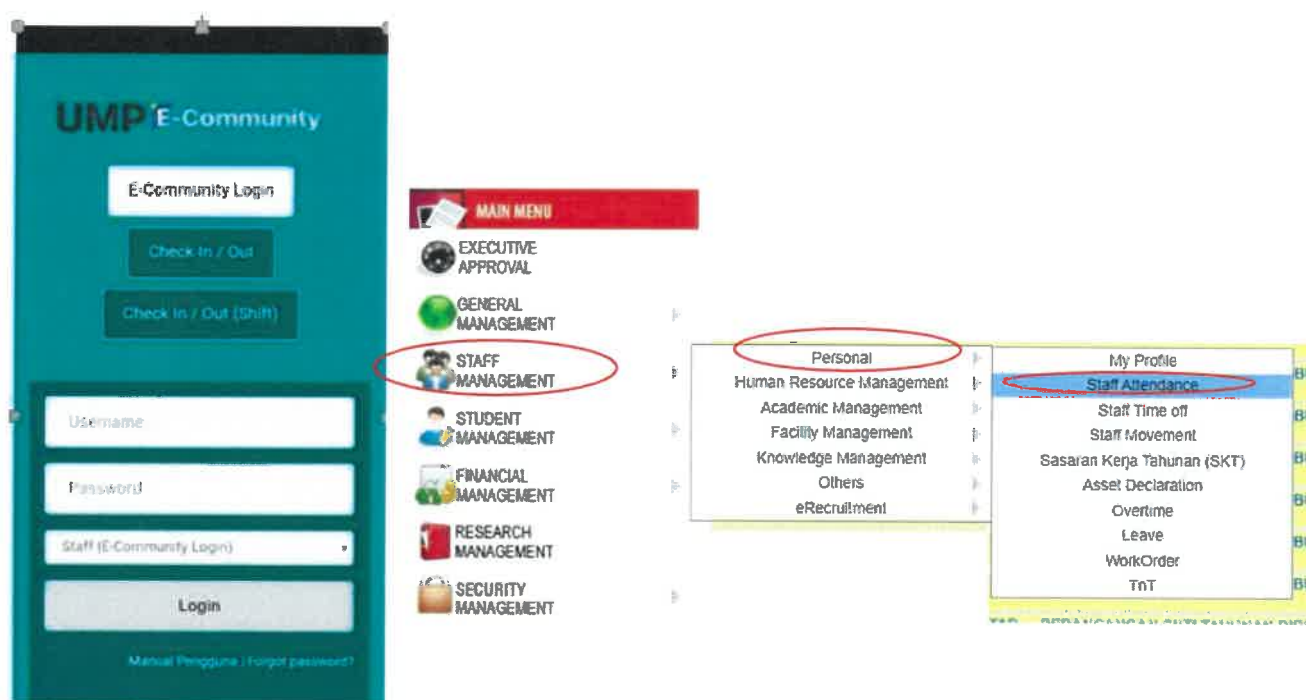 UMP E-Community
E-Community Login
Check In / Out
Check In / Out (Shift)
Username
Password
Staff (E-Community Login)
Login
Manual Pengguna | Forgot password?
MAIN MENU
EXECUTIVE
APPROVAL
GENERAL
MANAGEMENT
STAFF
MANAGEMENT
STUDENT
MANAGEMENT
FINANCIAL
MANAGEMENT
RESEARCH
MANAGEMENT
SECURITY
MANAGEMENT
Personal
Human Resource Management
Academic Management
Facility Management
Knowledge Management
Others
eRecruitment
My Profile
Staff Attendance
Staff Time off
Staff Movement
Sasaran Kerja Tahunan (SKT)
Asset Declaration
Overtime
Leave
WorkOrder
TnT